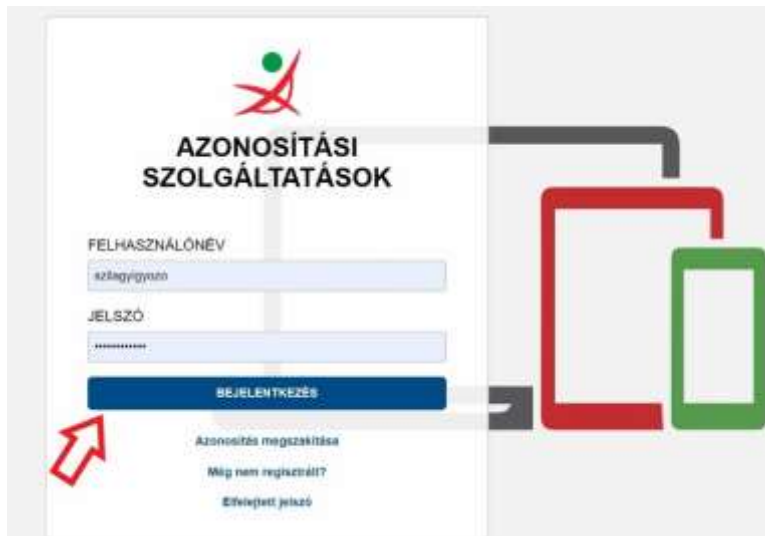 AZONOSÍTÁSI
SZOLGÁLTATÁSOK
FELHASZNÁLÓNÉV
szilagyigyozo
JELSZÓ
BEJELENTKEZÉS
Azonosítás megszakítása
Még nem regisztrált?
Elfelejtett jelszó